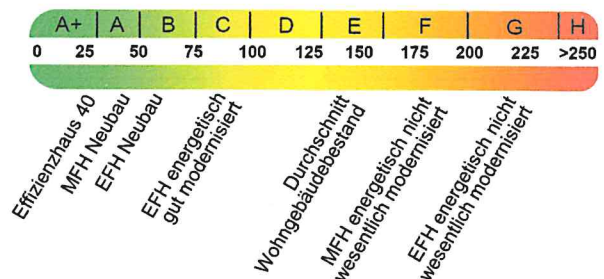 A+ A B C D E F G H
0 25 50 75 100 125 150 175 200 225 >250
Effizienzhaus 40
MFH Neubau
EFH Neubau
EFH energetisch
gut modernisiert
Durchschnitt
Wohngebäudebestand
MFH energetisch nicht
wesentlich modernisiert
EFH energetisch nicht
wesentlich modernisiert